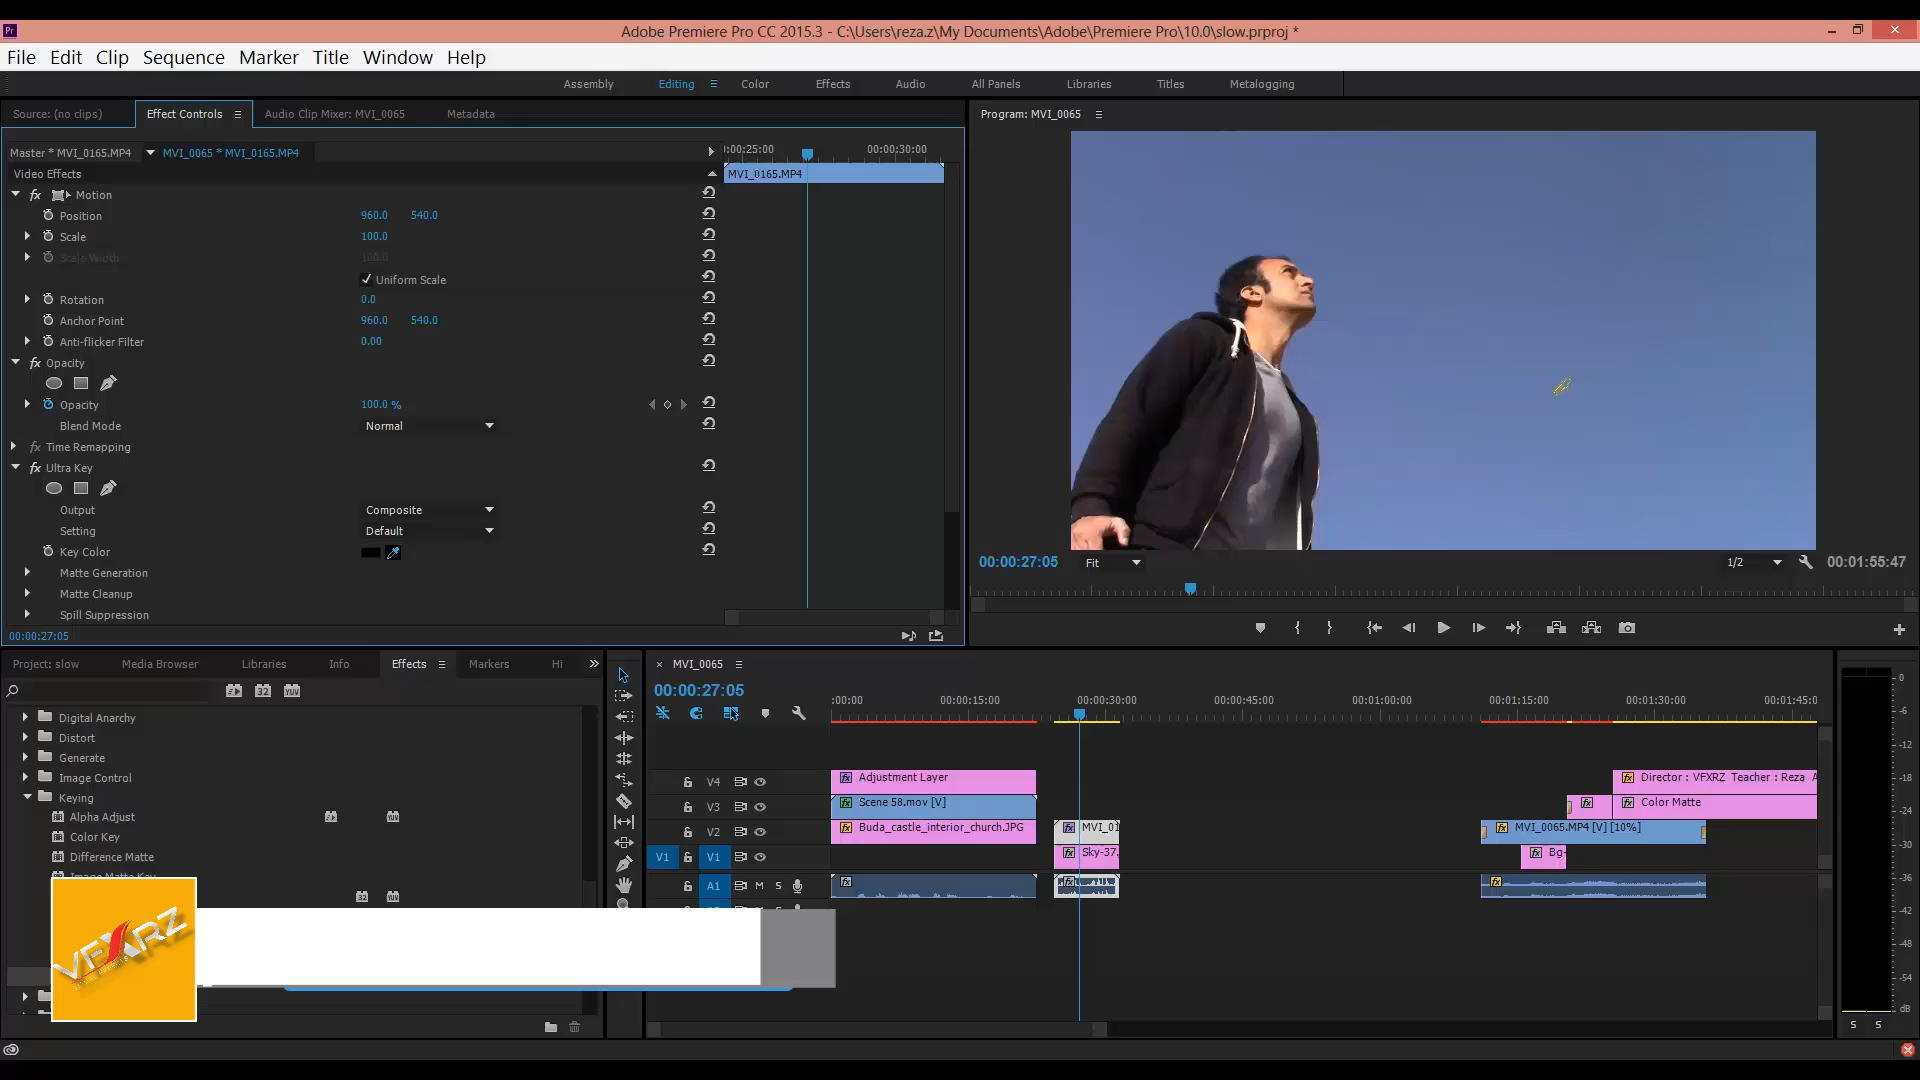 Adobe Premiere Pro CC 2015.3 - C:\Users\reza.z\My Documents\Adobe\Premiere Pro\10.0\slow.prproj *
File Edit Clip Sequence Marker Title Window Help
Assembly Editing Color Effects Audio All Panels Libraries Titles Metalogging
Source: (no clips) Effect Controls Audio Clip Mixer: MVI_0065 Metadata
Master * MVI_0165.MP4 MVI_0065 * MVI_0165.MP4
00:00:30:00
Video Effects
MVI_0165.MP4
fx Motion
Position 960.0 540.0
Scale 100.0
Scale Width 100.0
Uniform Scale
Rotation 0.0
Anchor Point 960.0 540.0
Anti-flicker Filter 0.00
fx Opacity
Opacity 100.0 %
Blend Mode Normal
fx Time Remapping
fx Ultra Key
Output Composite
Setting Default
Key Color
Matte Generation
Matte Cleanup
Spill Suppression
00:00:27:05
Program: MVI_0065
00:00:27:05 Fit 1/2 00:01:55:47
Project: slow Media Browser Libraries Info Effects Markers Hi
32 YUV
Digital Anarchy
Distort
Generate
Image Control
Keying
Alpha Adjust
Color Key
Difference Matte
Image Matte Key
32 YUV
VFXRZ
MVI_0065
00:00:27:05
:00:00 00:00:15:00 00:00:30:00 00:00:45:00 00:01:00:00 00:01:15:00 00:01:30:00 00:01:45:0
V4 Adjustment Layer Director : VFXRZ Teacher : Reza A
V3 Scene 58.mov [V] Color Matte
V2 Buda_castle_interior_church.JPG MVI_01 MVI_0065.MP4 [V] [10%]
V1 V1 Sky-37. Bg-
A1 M S
0
-6
-12
-18
-24
-30
-36
-42
-48
-54
dB
S S